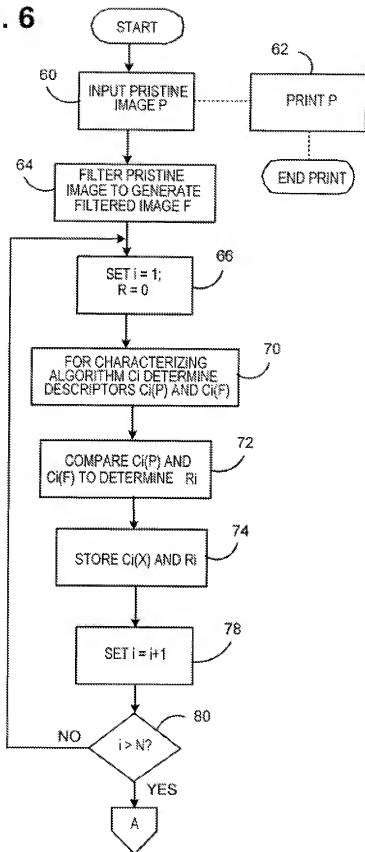 . 6
START
60
INPUT PRISTINE
IMAGE P
62
PRINT P
END PRINT
64
FILTER PRISTINE
IMAGE TO GENERATE
FILTERED IMAGE F
SET i = 1;
R = 0
66
FOR CHARACTERIZING
ALGORITHM Ci DETERMINE
DESCRIPTORS Ci(P) AND Ci(F)
70
COMPARE Ci(P) AND
Ci(F) TO DETERMINE Ri
72
STORE Ci(X) AND Ri
74
SET i = i+1
78
i > N?
80
NO
YES
A